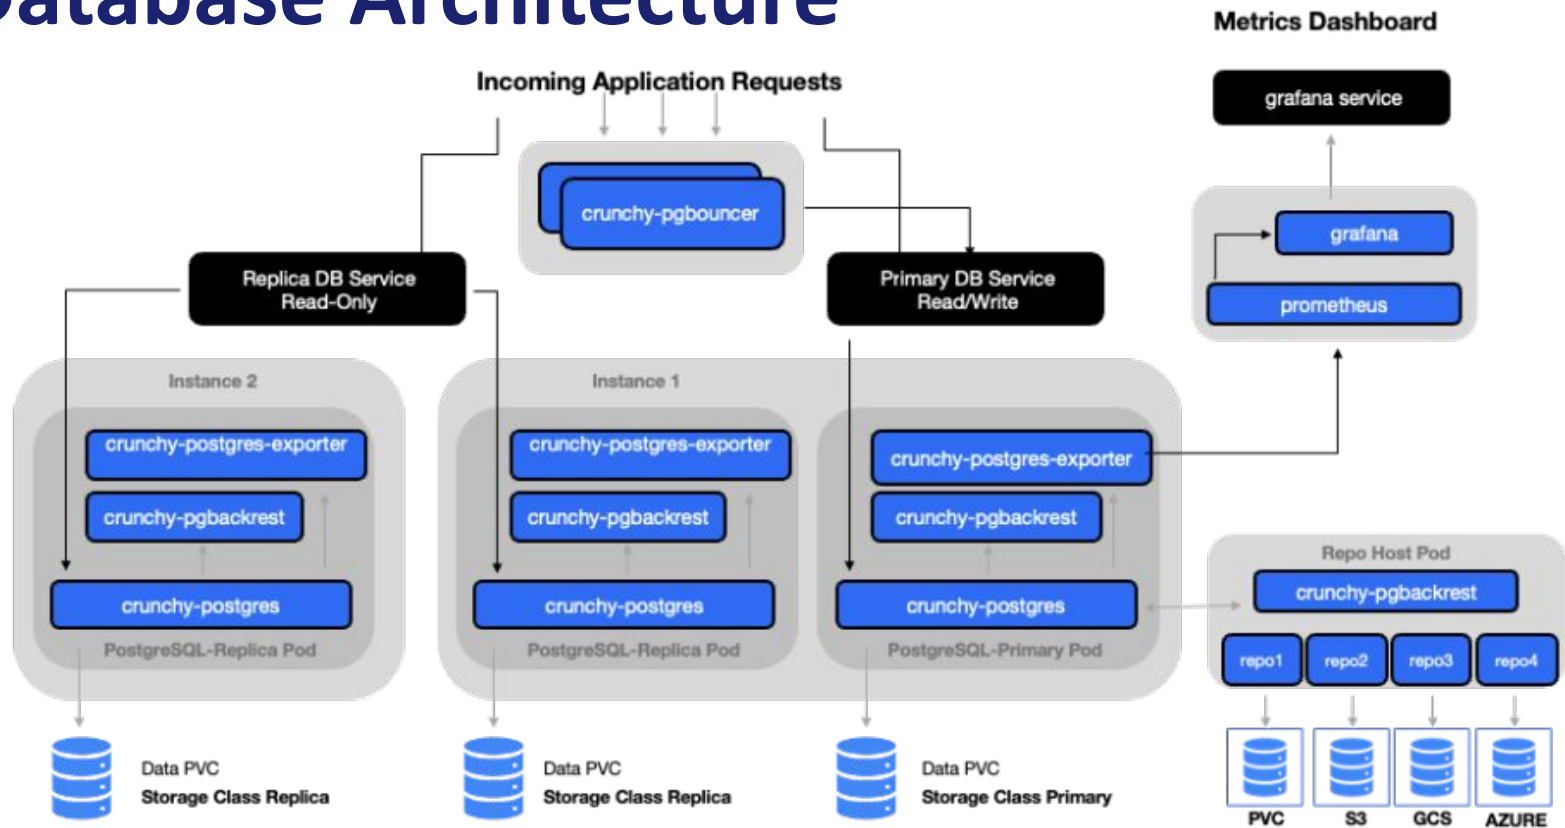 Database Architecture
Metrics Dashboard
Incoming Application Requests
grafana service
crunchy-pgbouncer
grafana
Replica DB Service
Read-Only
Primary DB Service
Read/Write
prometheus
Instance 2
Instance 1
crunchy-postgres-exporter
crunchy-postgres-exporter
crunchy-postgres-exporter
crunchy-pgbackrest
crunchy-pgbackrest
crunchy-pgbackrest
Repo Host Pod
crunchy-pgbackrest
crunchy-postgres
crunchy-postgres
crunchy-postgres
PostgreSQL-Replica Pod
PostgreSQL-Replica Pod
PostgreSQL-Primary Pod
repo1
repo2
repo3
repo4
Data PVC
Storage Class Replica
Data PVC
Storage Class Replica
Data PVC
Storage Class Primary
PVC
S3
GCS
AZURE